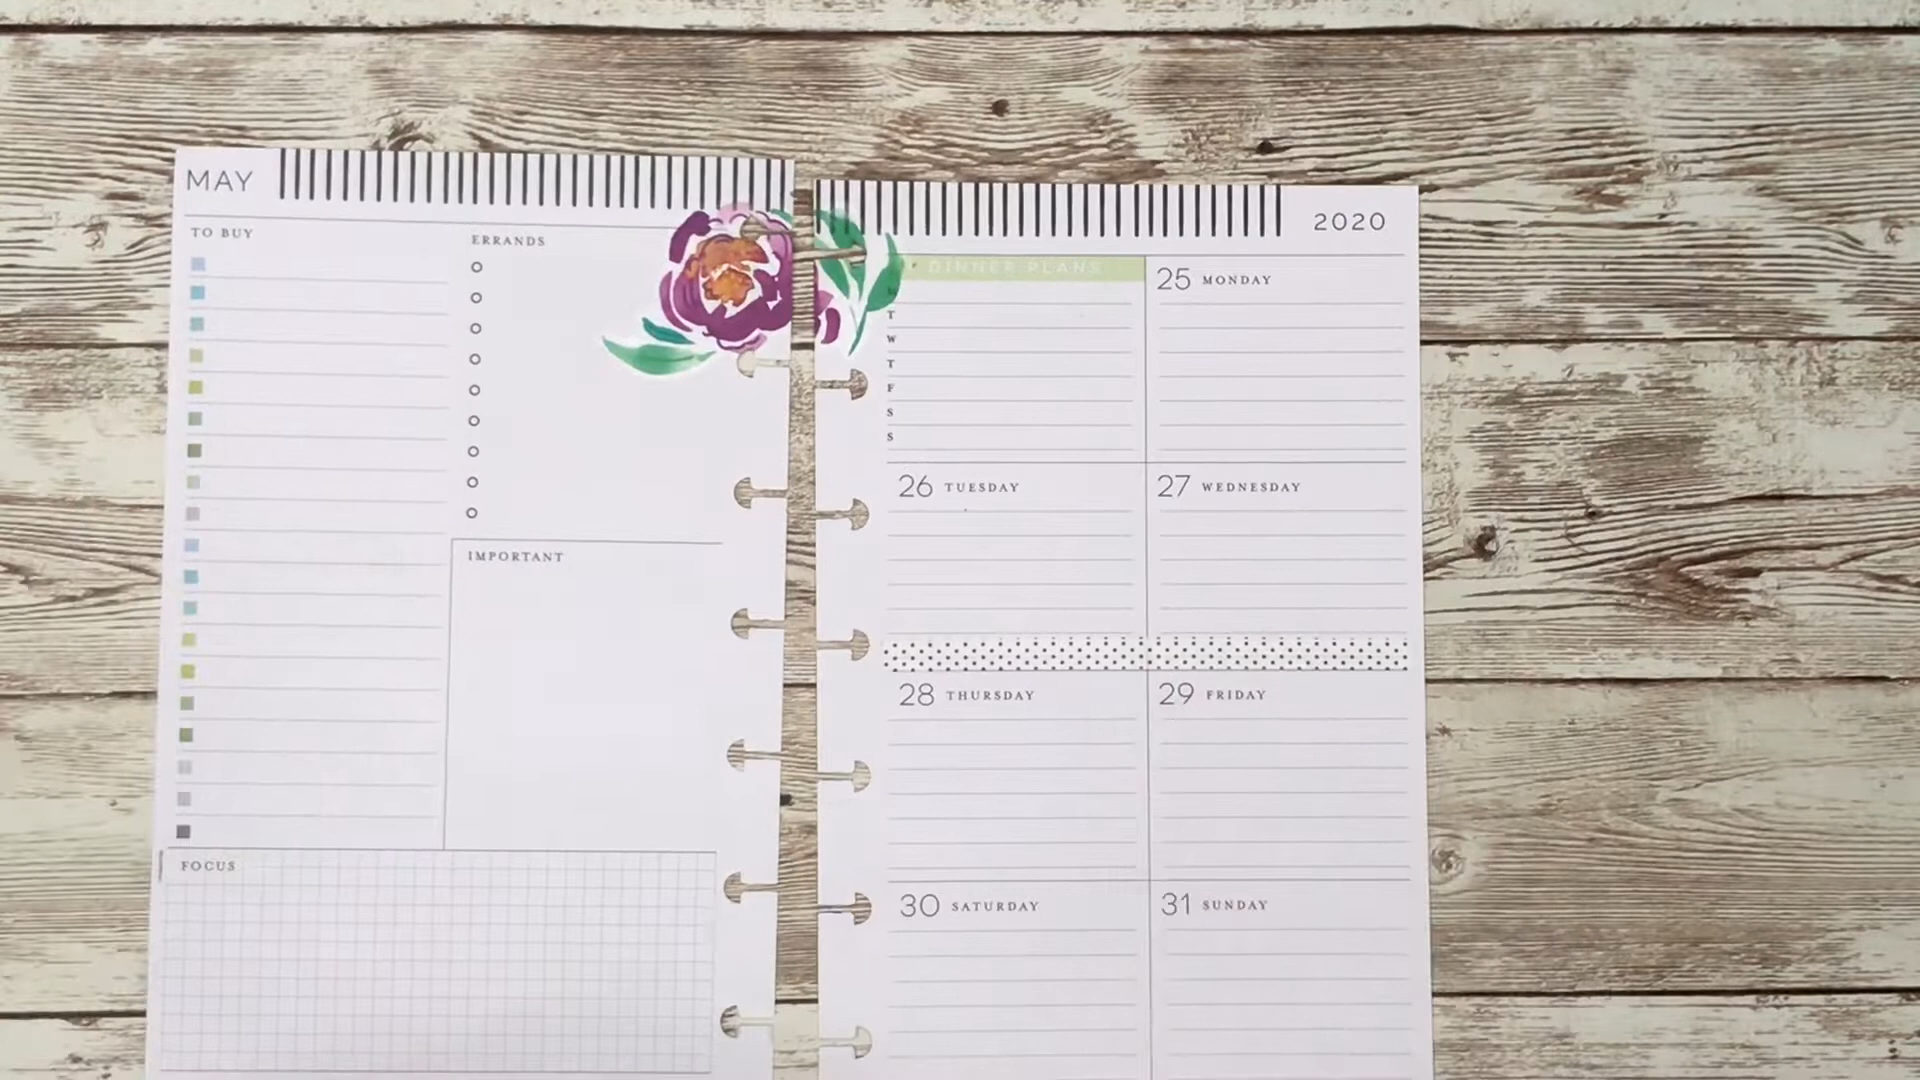 MAY
TO BUY
ERRANDS
IMPORTANT
FOCUS
2020
DINNER PLANS
M
T
W
T
F
S
S
25 MONDAY
26 TUESDAY
27 WEDNESDAY
28 THURSDAY
29 FRIDAY
30 SATURDAY
31 SUNDAY